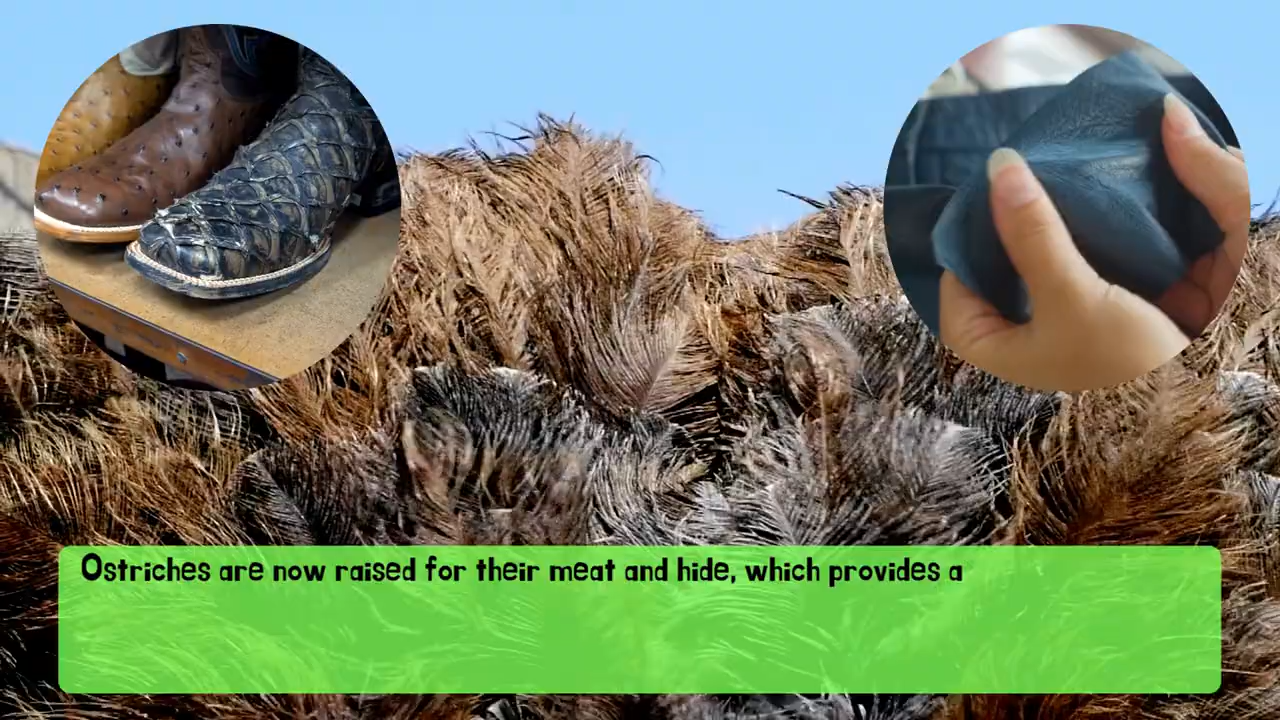 Ostriches are now raised for their meat and hide, which provides a